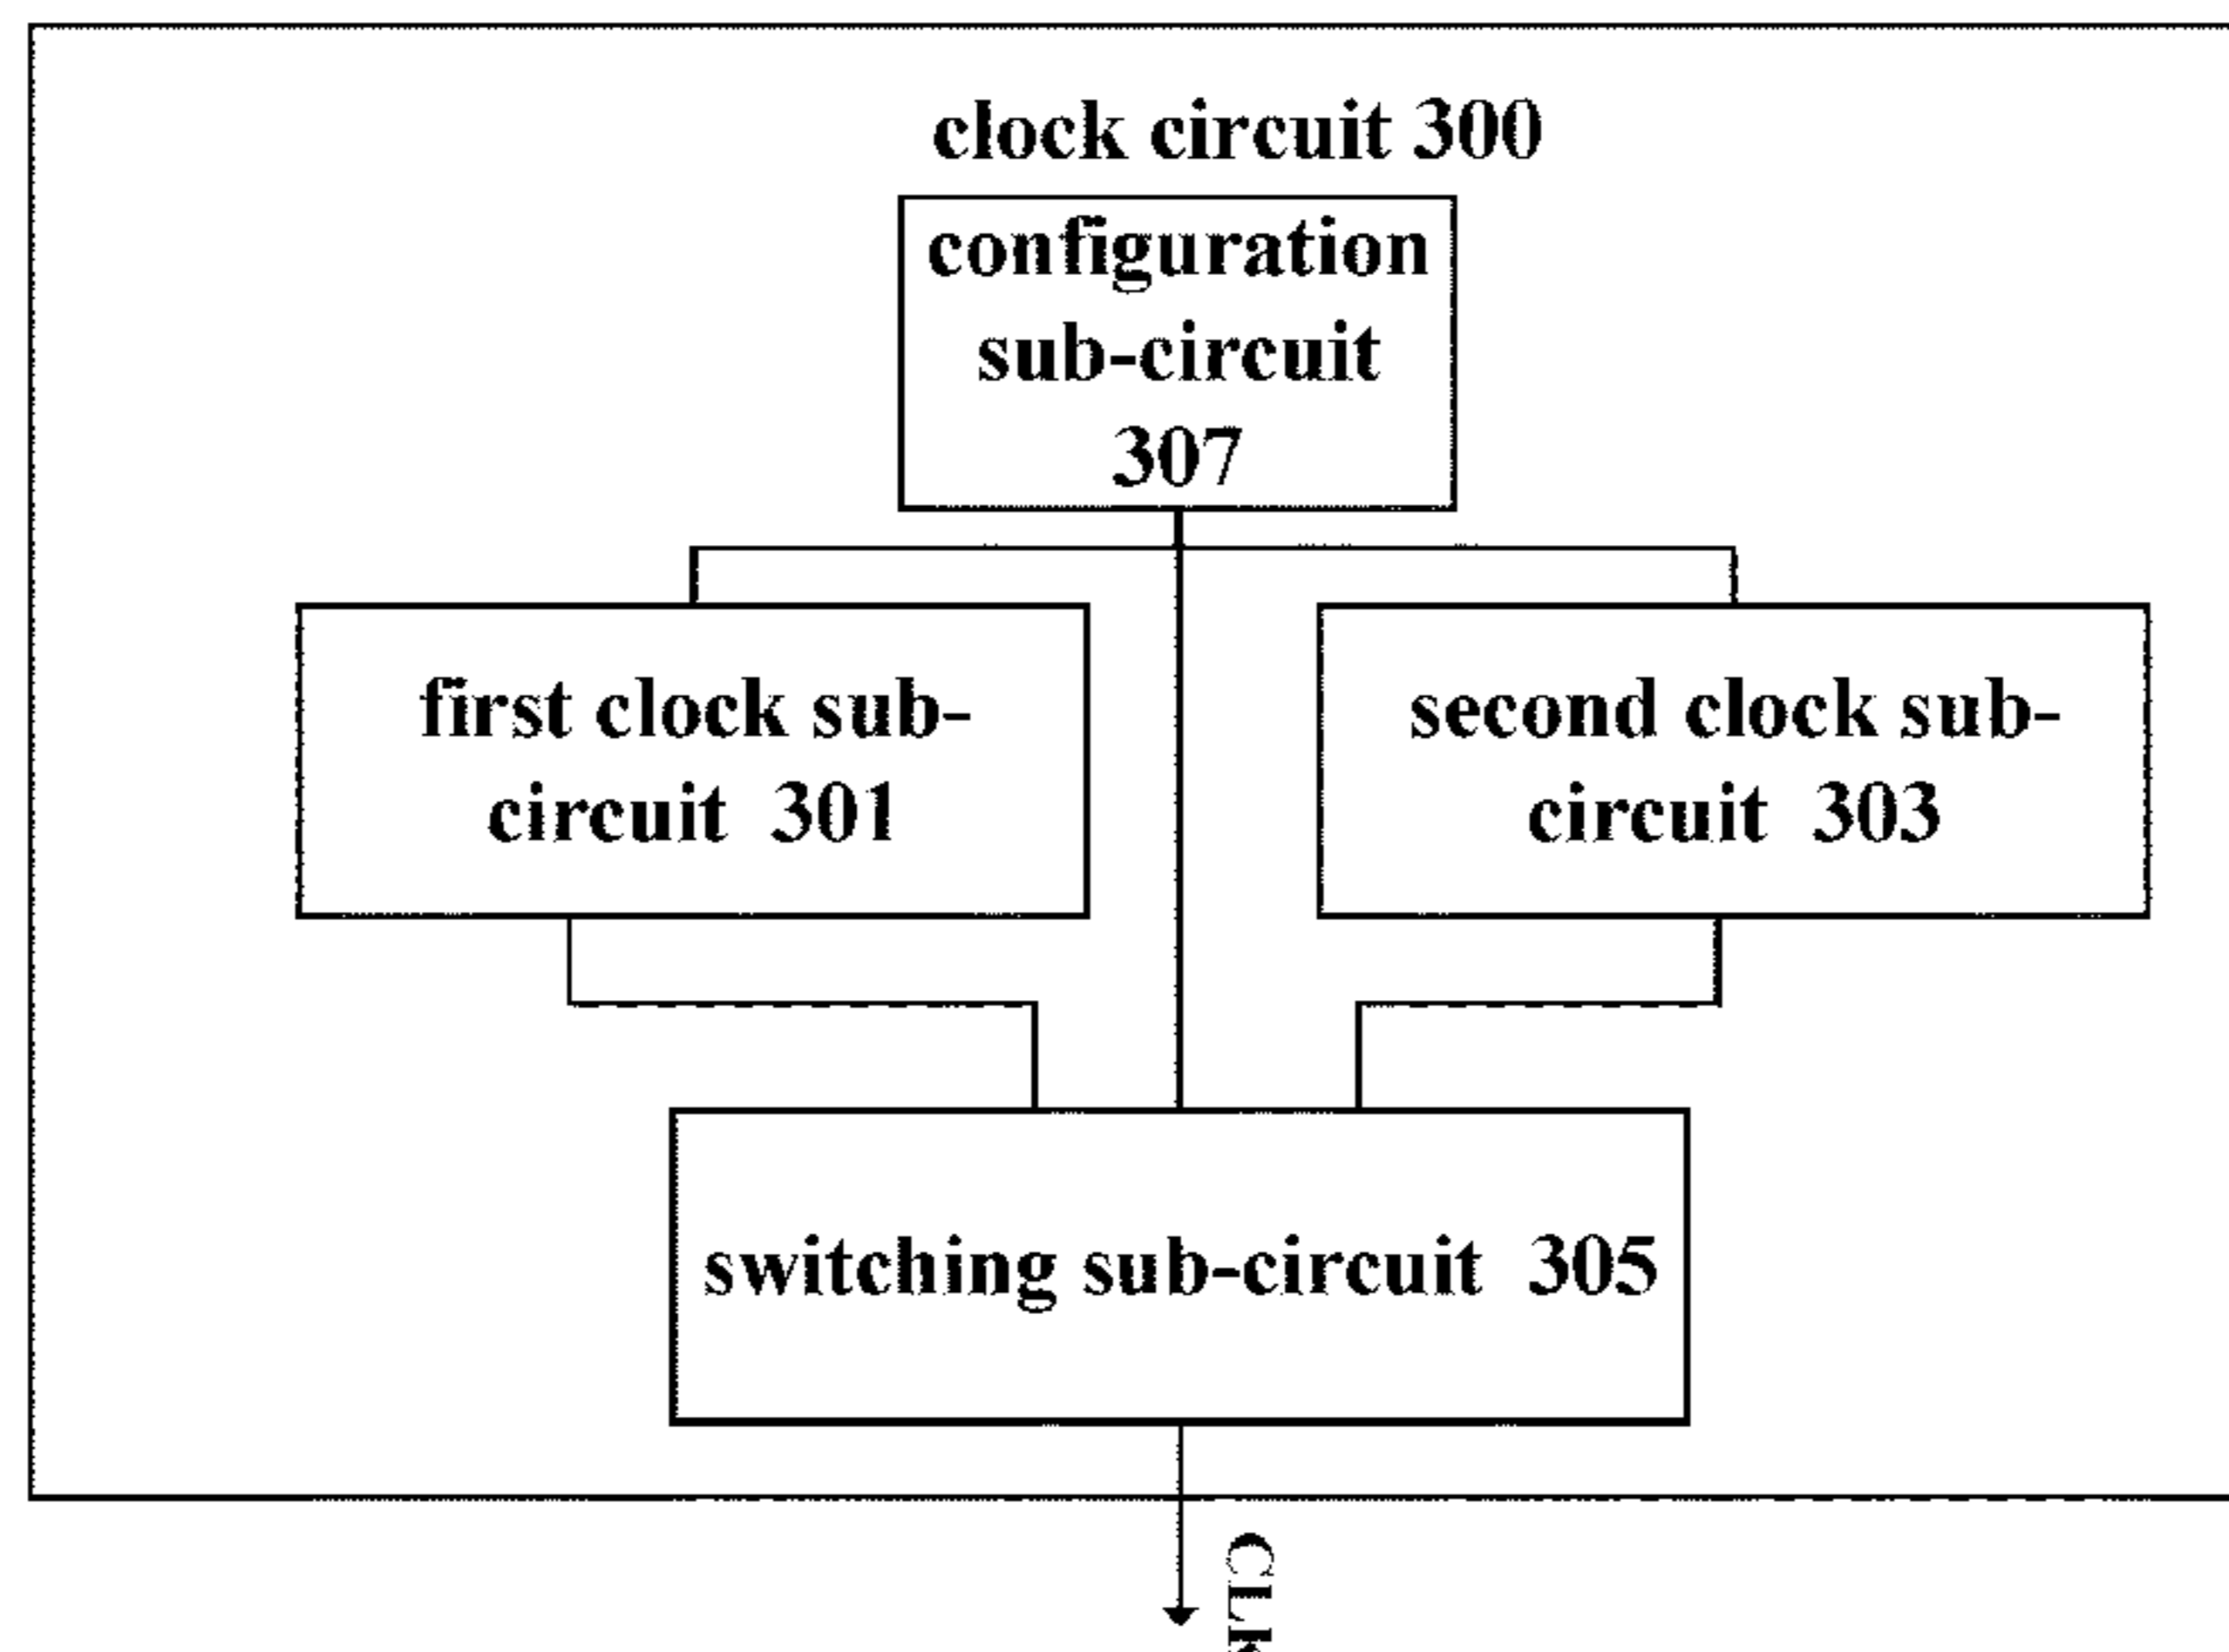 clock circuit 300
configuration
sub-circuit
307
first clock sub-
circuit 301
second clock sub-
circuit 303
switching sub-circuit 305
CLK